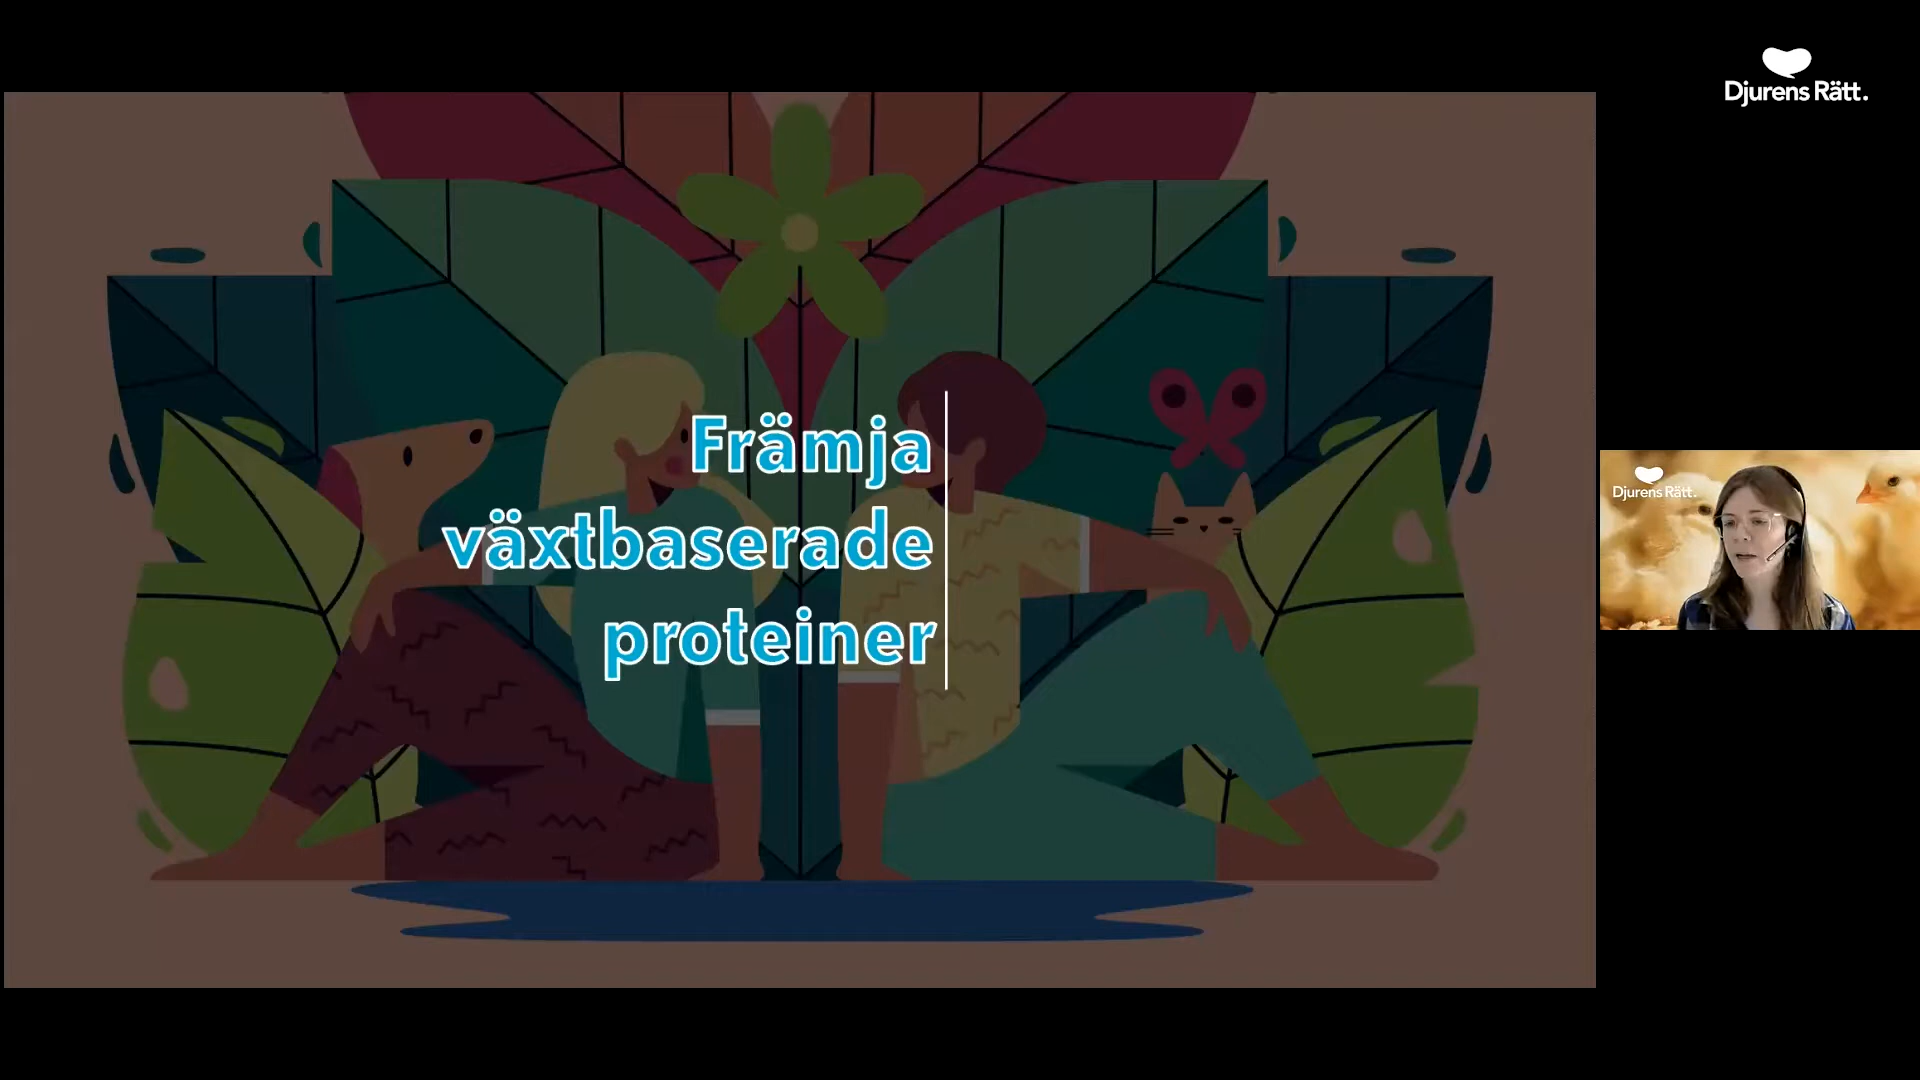 Djurens Rätt.
Främja
växtbaserade
proteiner
Djurens Rätt.